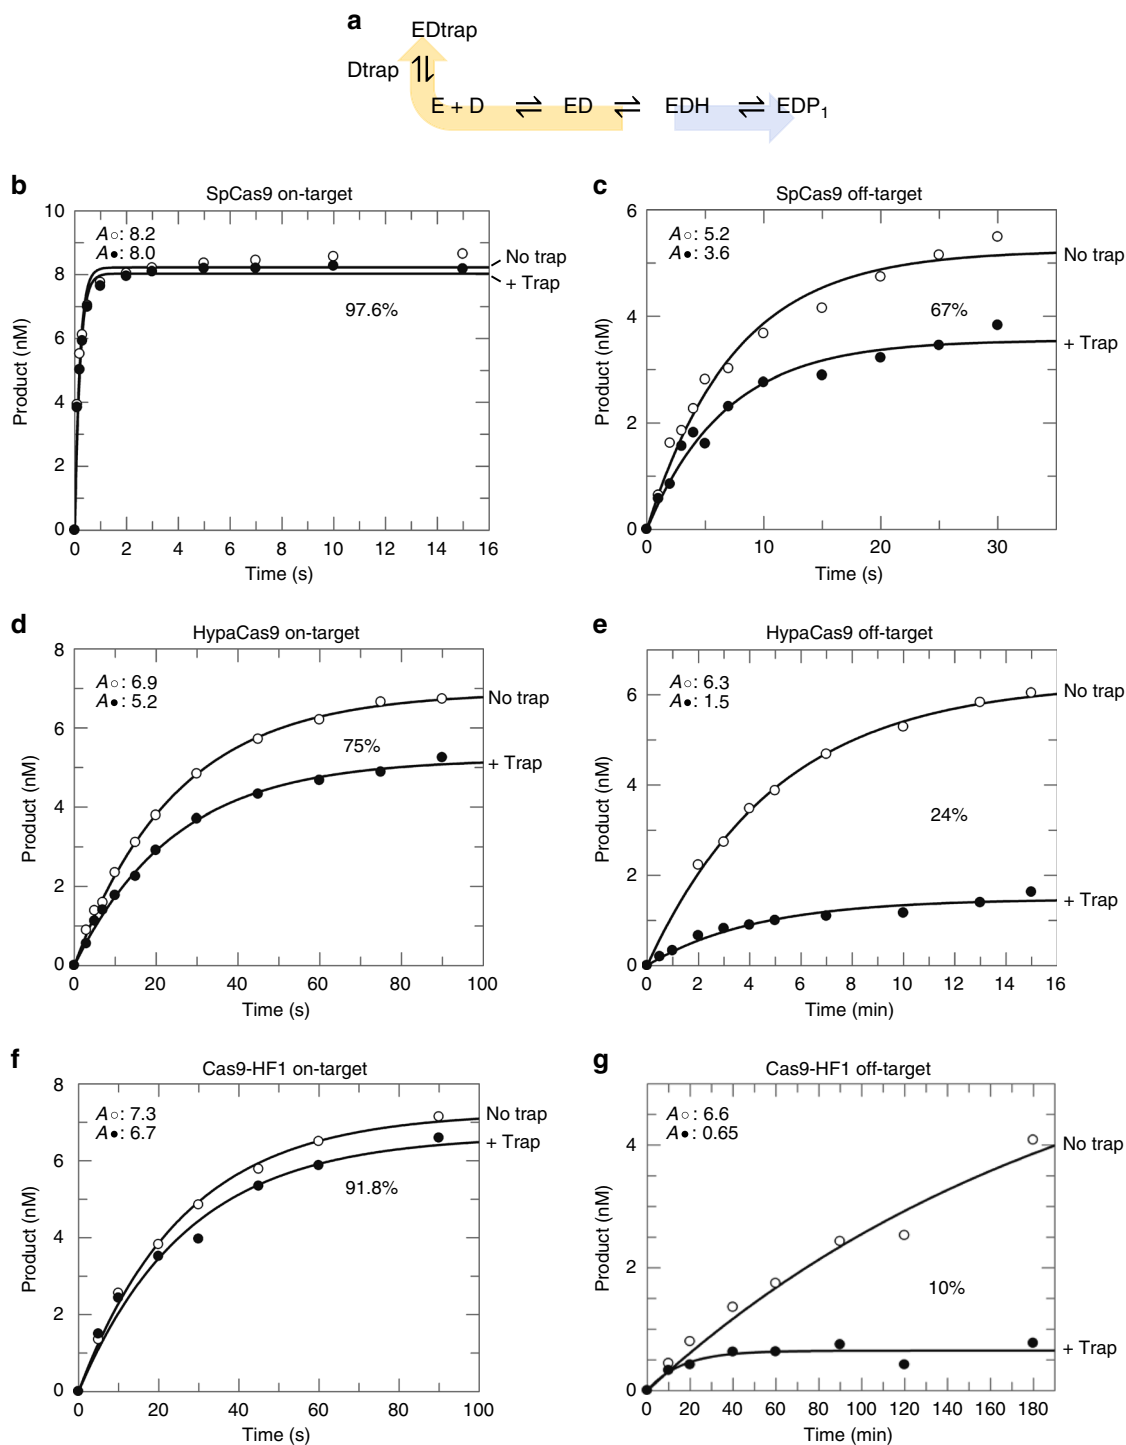 a
EDtrap
Dtrap
E + D ⇌ ED ⇌ EDH ⇌ EDP1
b
SpCas9 on-target
A○: 8.2
A●: 8.0
No trap
+ Trap
97.6%
Product (nM)
10
8
6
4
2
0
0 2 4 6 8 10 12 14 16
Time (s)
c
SpCas9 off-target
A○: 5.2
A●: 3.6
No trap
67%
+ Trap
Product (nM)
6
4
2
0
0 10 20 30
Time (s)
d
HypaCas9 on-target
A○: 6.9
A●: 5.2
No trap
75%
+ Trap
Product (nM)
8
6
4
2
0
0 20 40 60 80 100
Time (s)
e
HypaCas9 off-target
A○: 6.3
A●: 1.5
No trap
24%
+ Trap
Product (nM)
6
4
2
0
0 2 4 6 8 10 12 14 16
Time (min)
f
Cas9-HF1 on-target
A○: 7.3
A●: 6.7
No trap
+ Trap
91.8%
Product (nM)
8
6
4
2
0
0 20 40 60 80 100
Time (s)
g
Cas9-HF1 off-target
A○: 6.6
A●: 0.65
No trap
10%
+ Trap
Product (nM)
4
2
0
0 20 40 60 80 100 120 140 160 180
Time (min)